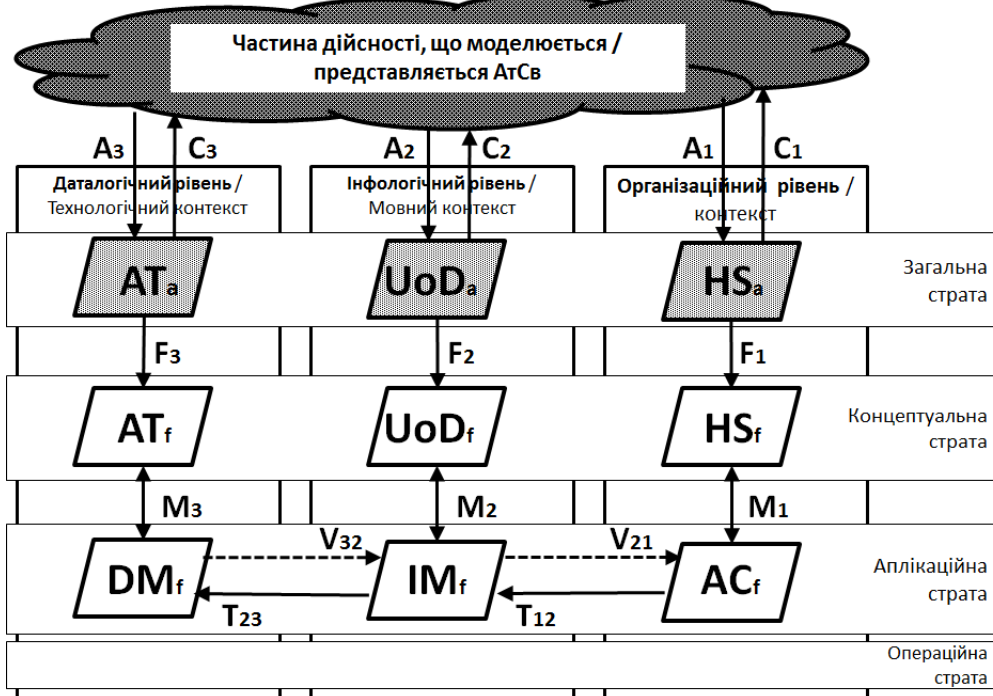 Частина дійсності, що моделюється /
представляється АтСв
A3 C3 A2 C2 A1 C1
Даталогічний рівень /
Технологічний контекст
Інфологічний рівень /
Мовний контекст
Організаційний рівень /
контекст
ATa UoDa HSa
Загальна
страта
F3 F2 F1
ATf UoDf HSf
Концептуальна
страта
M3 M2 M1
V32 V21
DMf IMf ACf
Аплікаційна
страта
T23 T12
Операційна
страта